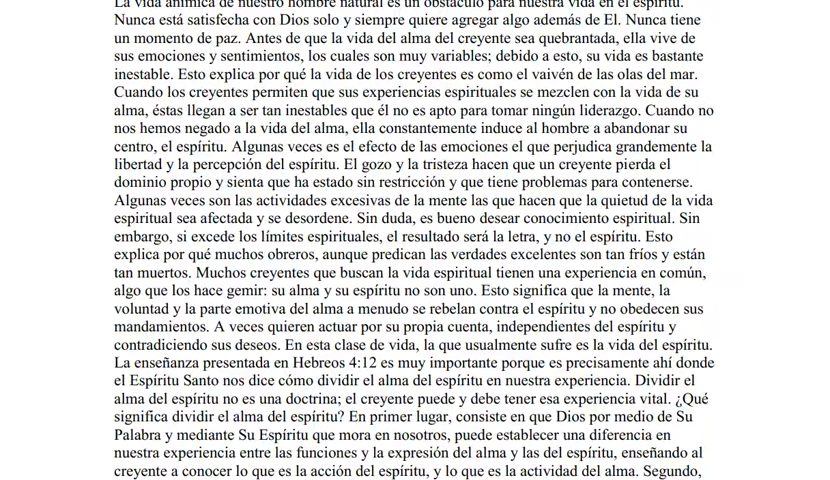 La vida anímica de nuestro hombre natural es un obstáculo para nuestra vida en el espíritu.
Nunca está satisfecha con Dios solo y siempre quiere agregar algo además de El. Nunca tiene
un momento de paz. Antes de que la vida del alma del creyente sea quebrantada, ella vive de
sus emociones y sentimientos, los cuales son muy variables; debido a esto, su vida es bastante
inestable. Esto explica por qué la vida de los creyentes es como el vaivén de las olas del mar.
Cuando los creyentes permiten que sus experiencias espirituales se mezclen con la vida de su
alma, éstas llegan a ser tan inestables que él no es apto para tomar ningún liderazgo. Cuando no
nos hemos negado a la vida del alma, ella constantemente induce al hombre a abandonar su
centro, el espíritu. Algunas veces es el efecto de las emociones el que perjudica grandemente la
libertad y la percepción del espíritu. El gozo y la tristeza hacen que un creyente pierda el
dominio propio y sienta que ha estado sin restricción y que tiene problemas para contenerse.
Algunas veces son las actividades excesivas de la mente las que hacen que la quietud de la vida
espiritual sea afectada y se desordene. Sin duda, es bueno desear conocimiento espiritual. Sin
embargo, si excede los límites espirituales, el resultado será la letra, y no el espíritu. Esto
explica por qué muchos obreros, aunque predican las verdades excelentes son tan fríos y están
tan muertos. Muchos creyentes que buscan la vida espiritual tienen una experiencia en común,
algo que los hace gemir: su alma y su espíritu no son uno. Esto significa que la mente, la
voluntad y la parte emotiva del alma a menudo se rebelan contra el espíritu y no obedecen sus
mandamientos. A veces quieren actuar por su propia cuenta, independientes del espíritu y
contradiciendo sus deseos. En esta clase de vida, la que usualmente sufre es la vida del espíritu.
La enseñanza presentada en Hebreos 4:12 es muy importante porque es precisamente ahí donde
el Espíritu Santo nos dice cómo dividir el alma del espíritu en nuestra experiencia. Dividir el
alma del espíritu no es una doctrina; el creyente puede y debe tener esa experiencia vital. ¿Qué
significa dividir el alma del espíritu? En primer lugar, consiste en que Dios por medio de Su
Palabra y mediante Su Espíritu que mora en nosotros, puede establecer una diferencia en
nuestra experiencia entre las funciones y la expresión del alma y las del espíritu, enseñando al
creyente a conocer lo que es la acción del espíritu, y lo que es la actividad del alma. Segundo,